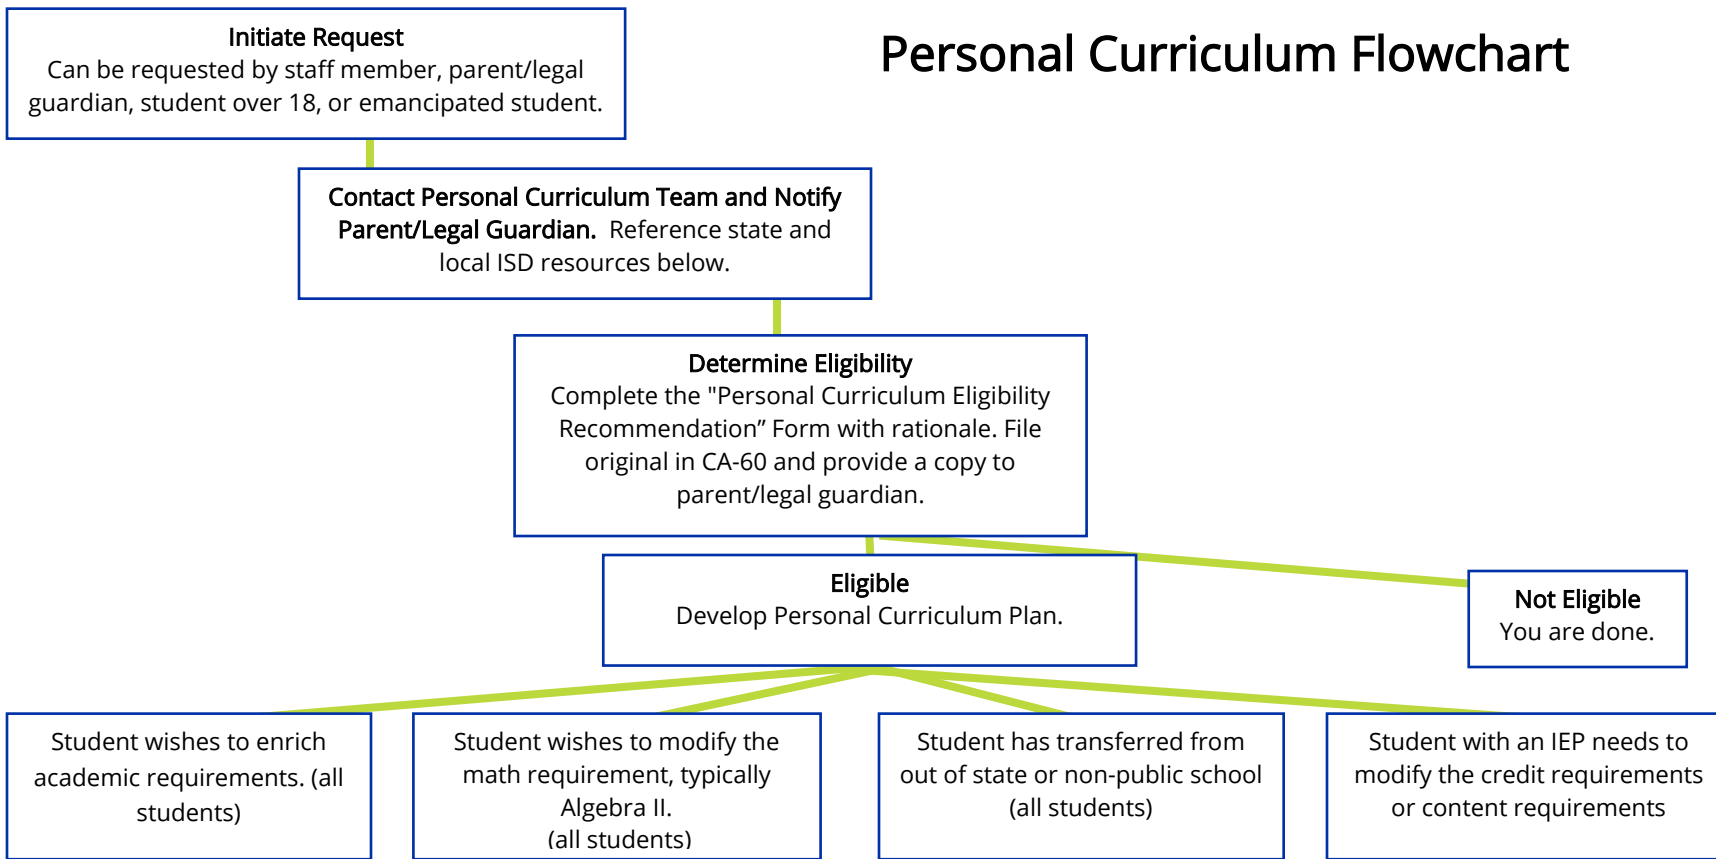 Personal Curriculum Flowchart
Initiate Request
Can be requested by staff member, parent/legal
guardian, student over 18, or emancipated student.
Contact Personal Curriculum Team and Notify
Parent/Legal Guardian. Reference state and
local ISD resources below.
Determine Eligibility
Complete the "Personal Curriculum Eligibility
Recommendation” Form with rationale. File
original in CA-60 and provide a copy to
parent/legal guardian.
Eligible
Develop Personal Curriculum Plan.
Not Eligible
You are done.
Student wishes to enrich
academic requirements. (all
students)
Student wishes to modify the
math requirement, typically
Algebra II.
(all students)
Student has transferred from
out of state or non-public school
(all students)
Student with an IEP needs to
modify the credit requirements
or content requirements